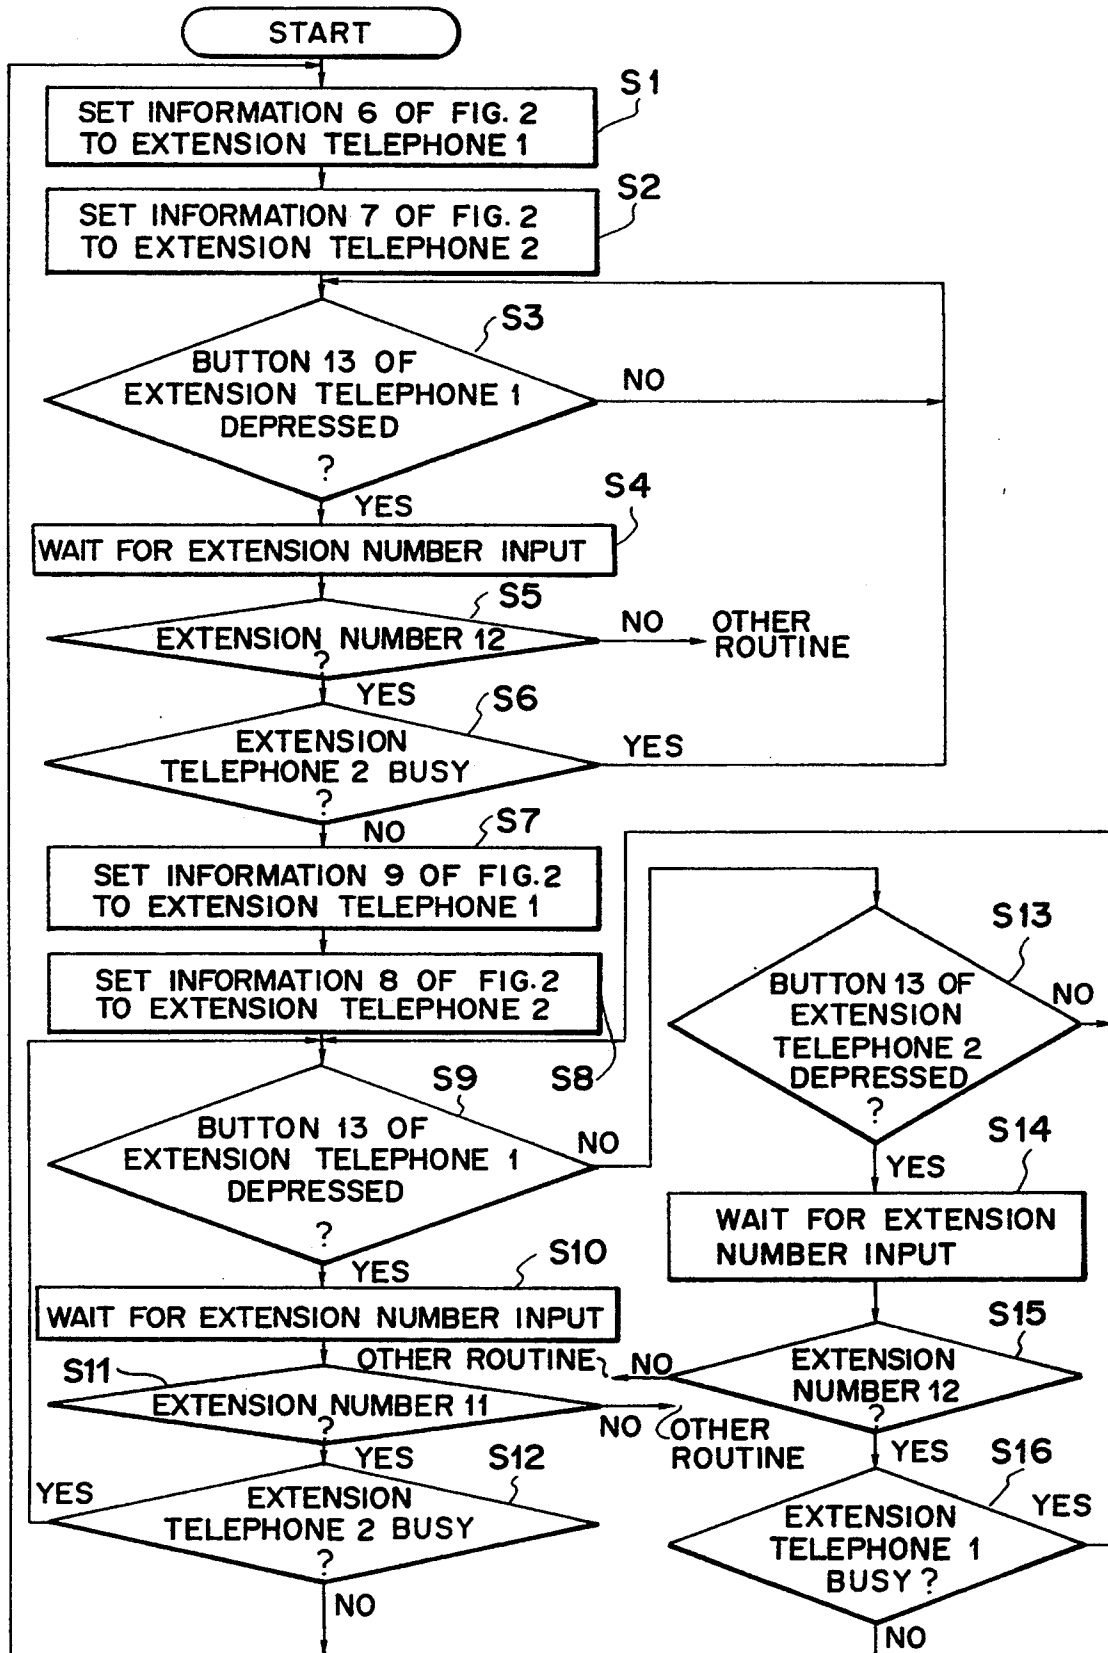 START
S1
SET INFORMATION 6 OF FIG. 2
TO EXTENSION TELEPHONE 1
S2
SET INFORMATION 7 OF FIG. 2
TO EXTENSION TELEPHONE 2
S3
BUTTON 13 OF
EXTENSION TELEPHONE 1
DEPRESSED
?
NO
YES
S4
WAIT FOR EXTENSION NUMBER INPUT
S5
EXTENSION NUMBER 12
?
NO
OTHER
ROUTINE
YES
S6
EXTENSION
TELEPHONE 2 BUSY
?
YES
NO
S7
SET INFORMATION 9 OF FIG. 2
TO EXTENSION TELEPHONE 1
SET INFORMATION 8 OF FIG. 2
TO EXTENSION TELEPHONE 2
S8
S9
BUTTON 13 OF
EXTENSION TELEPHONE 1
DEPRESSED
?
NO
YES
S10
WAIT FOR EXTENSION NUMBER INPUT
S11
EXTENSION NUMBER 11
?
NO
OTHER
ROUTINE
YES
S12
EXTENSION
TELEPHONE 2 BUSY
?
YES
NO
S13
BUTTON 13 OF
EXTENSION
TELEPHONE 2
DEPRESSED
?
NO
YES
S14
WAIT FOR EXTENSION
NUMBER INPUT
S15
EXTENSION
NUMBER 12
?
NO
OTHER ROUTINE
YES
S16
EXTENSION
TELEPHONE 1
BUSY ?
YES
NO